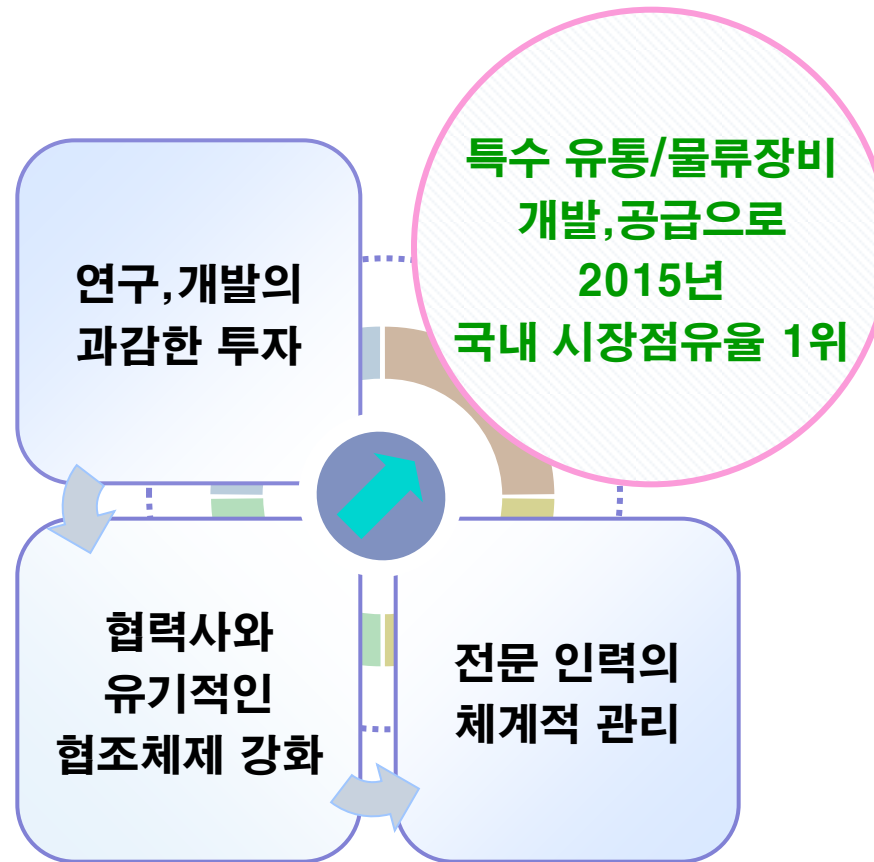 특수 유통/물류장비
개발,공급으로
2015년
국내 시장점유율 1위
연구,개발의
과감한 투자
협력사와
유기적인
협조체제 강화
전문 인력의
체계적 관리